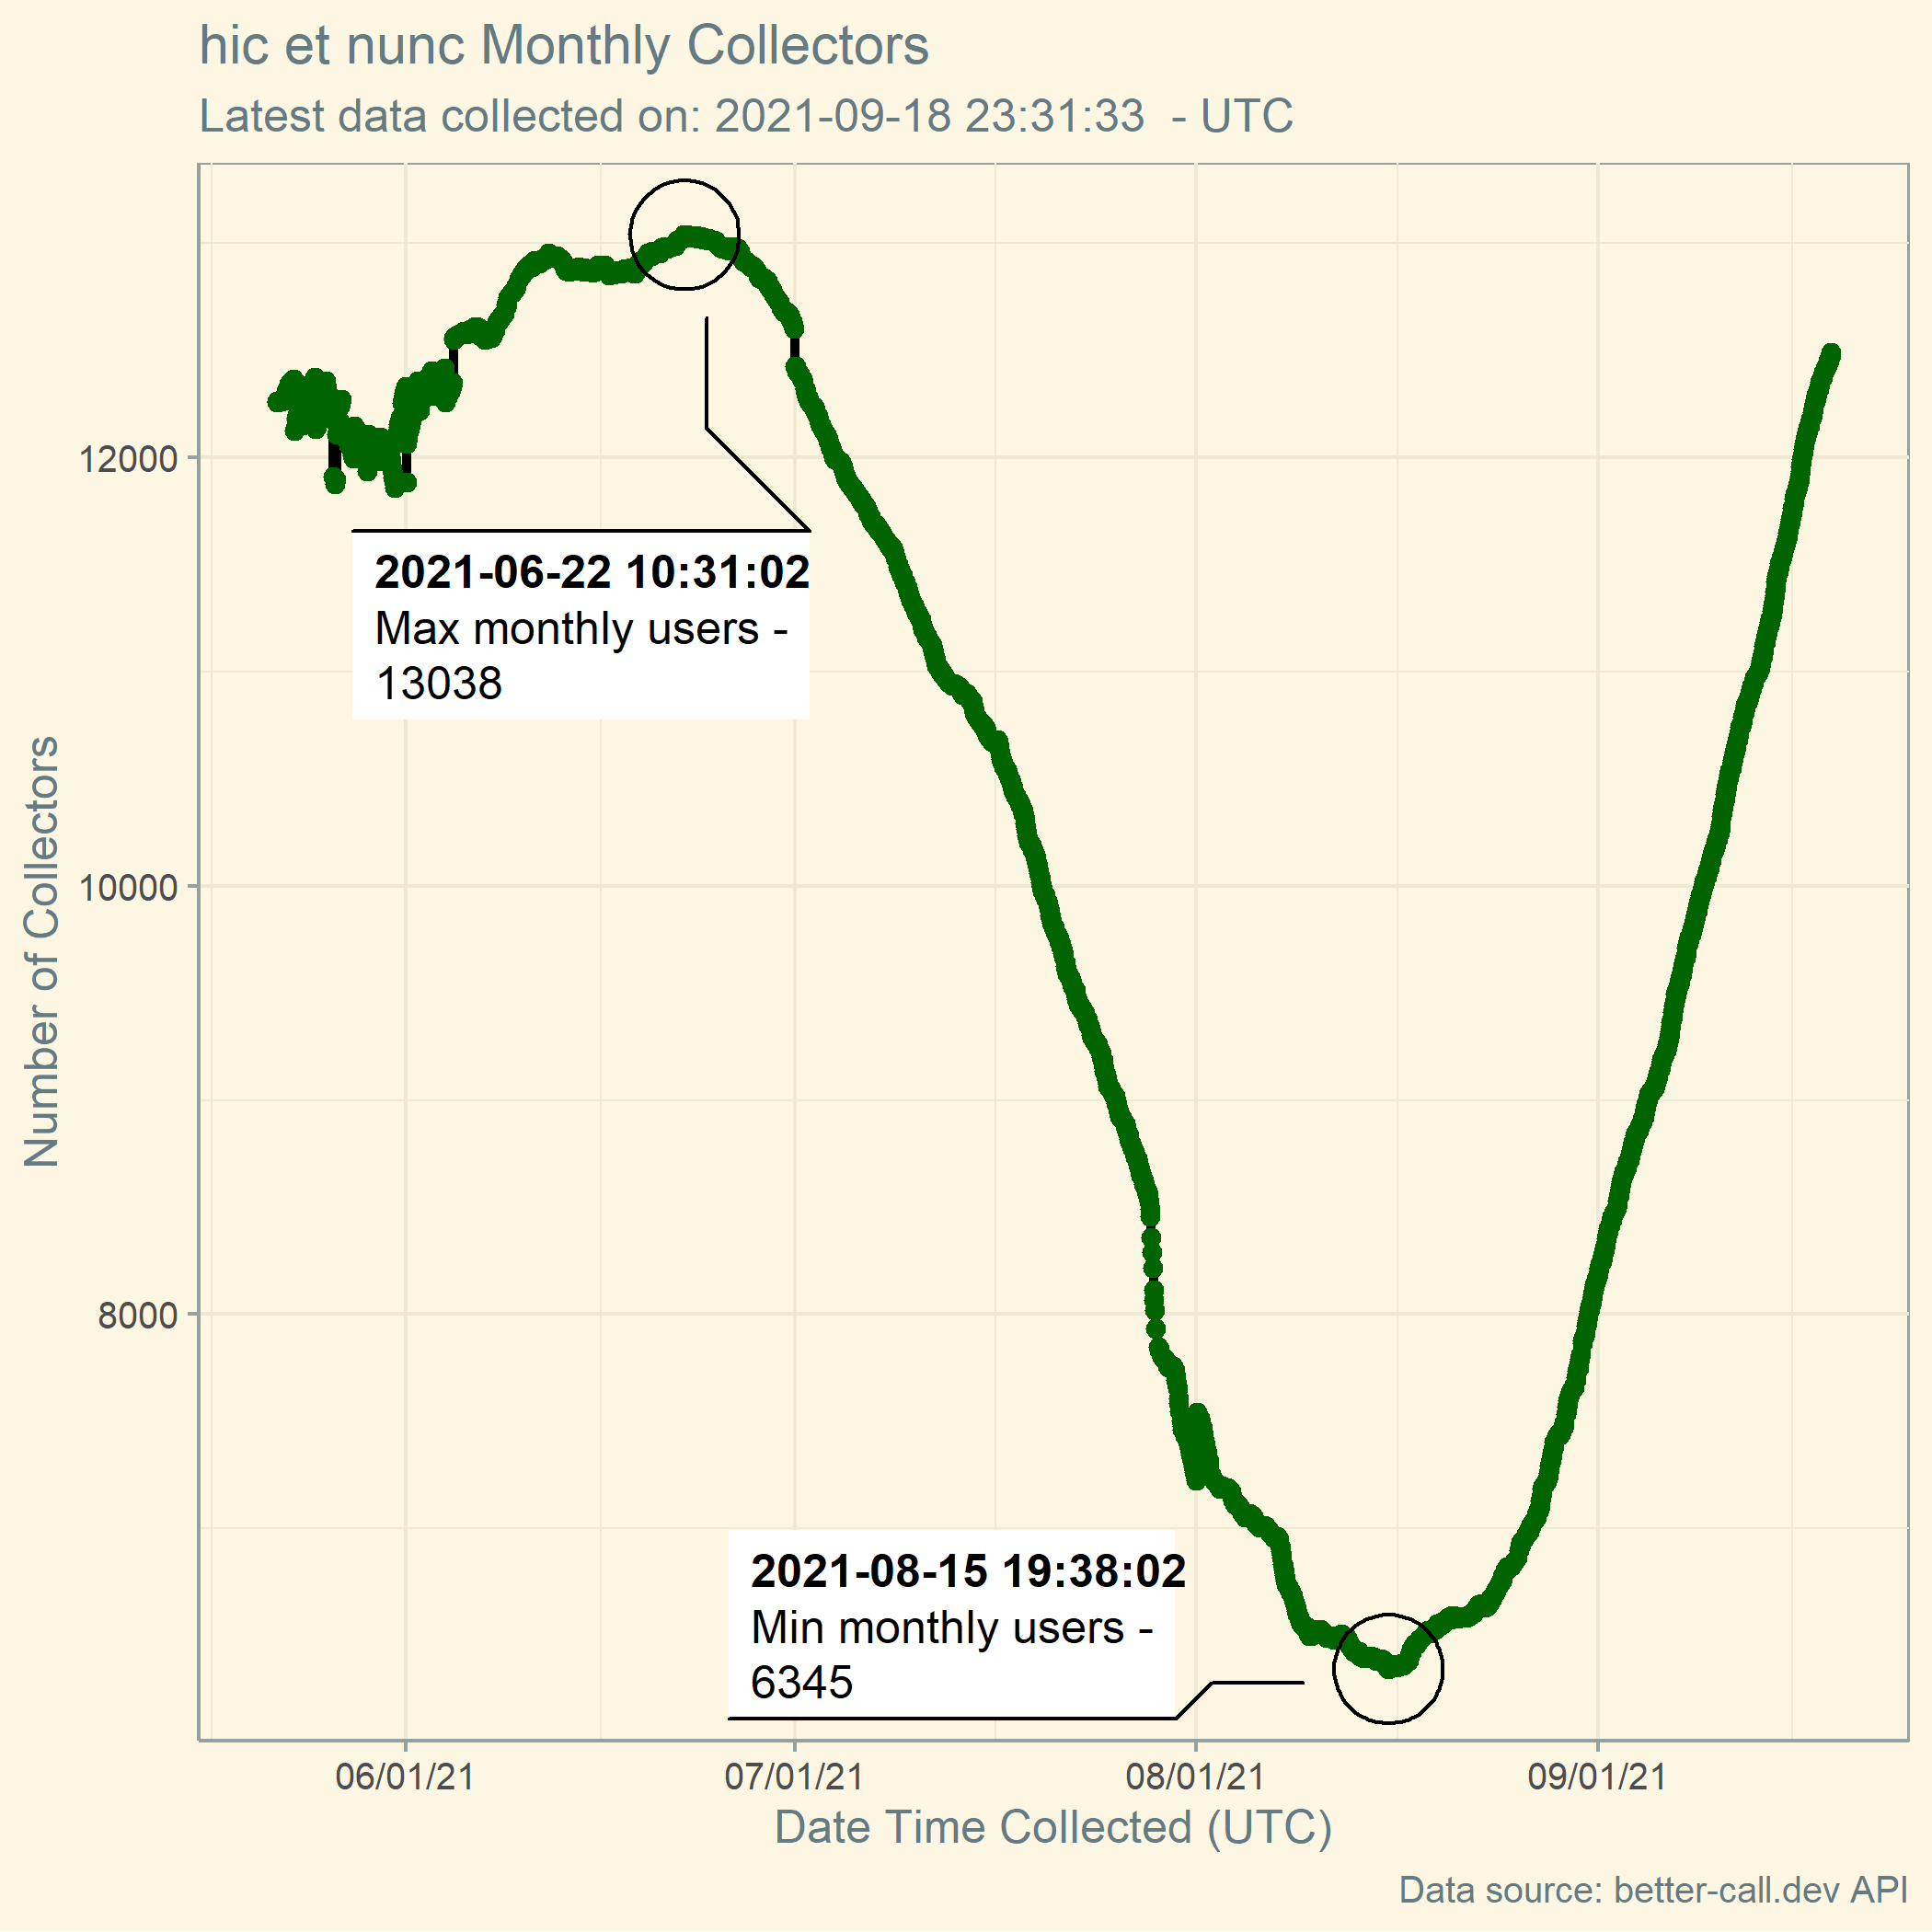 hic et nunc Monthly Collectors
Latest data collected on: 2021-09-18 23:31:33  - UTC
Number of Collectors
12000
10000
8000
2021-06-22 10:31:02
Max monthly users -
13038
2021-08-15 19:38:02
Min monthly users -
6345
06/01/21
07/01/21
08/01/21
09/01/21
Date Time Collected (UTC)
Data source: better-call.dev API